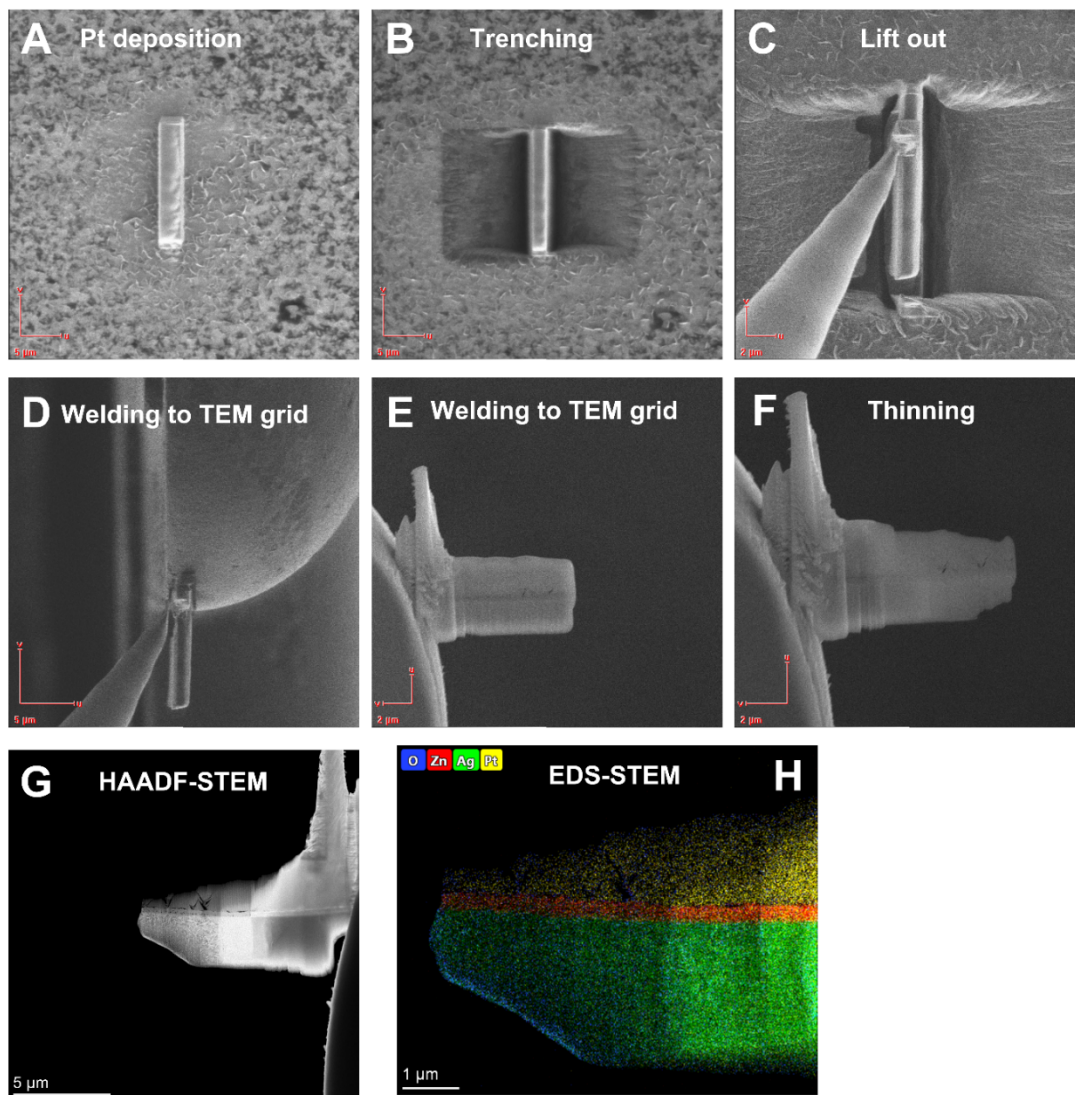 A Pt deposition
B Trenching
C Lift out
5 µm
5 µm
2 µm
D Welding to TEM grid
E Welding to TEM grid
F Thinning
5 µm
2 µm
2 µm
G HAADF-STEM
O Zn Ag Pt EDS-STEM H
5 µm
1 µm